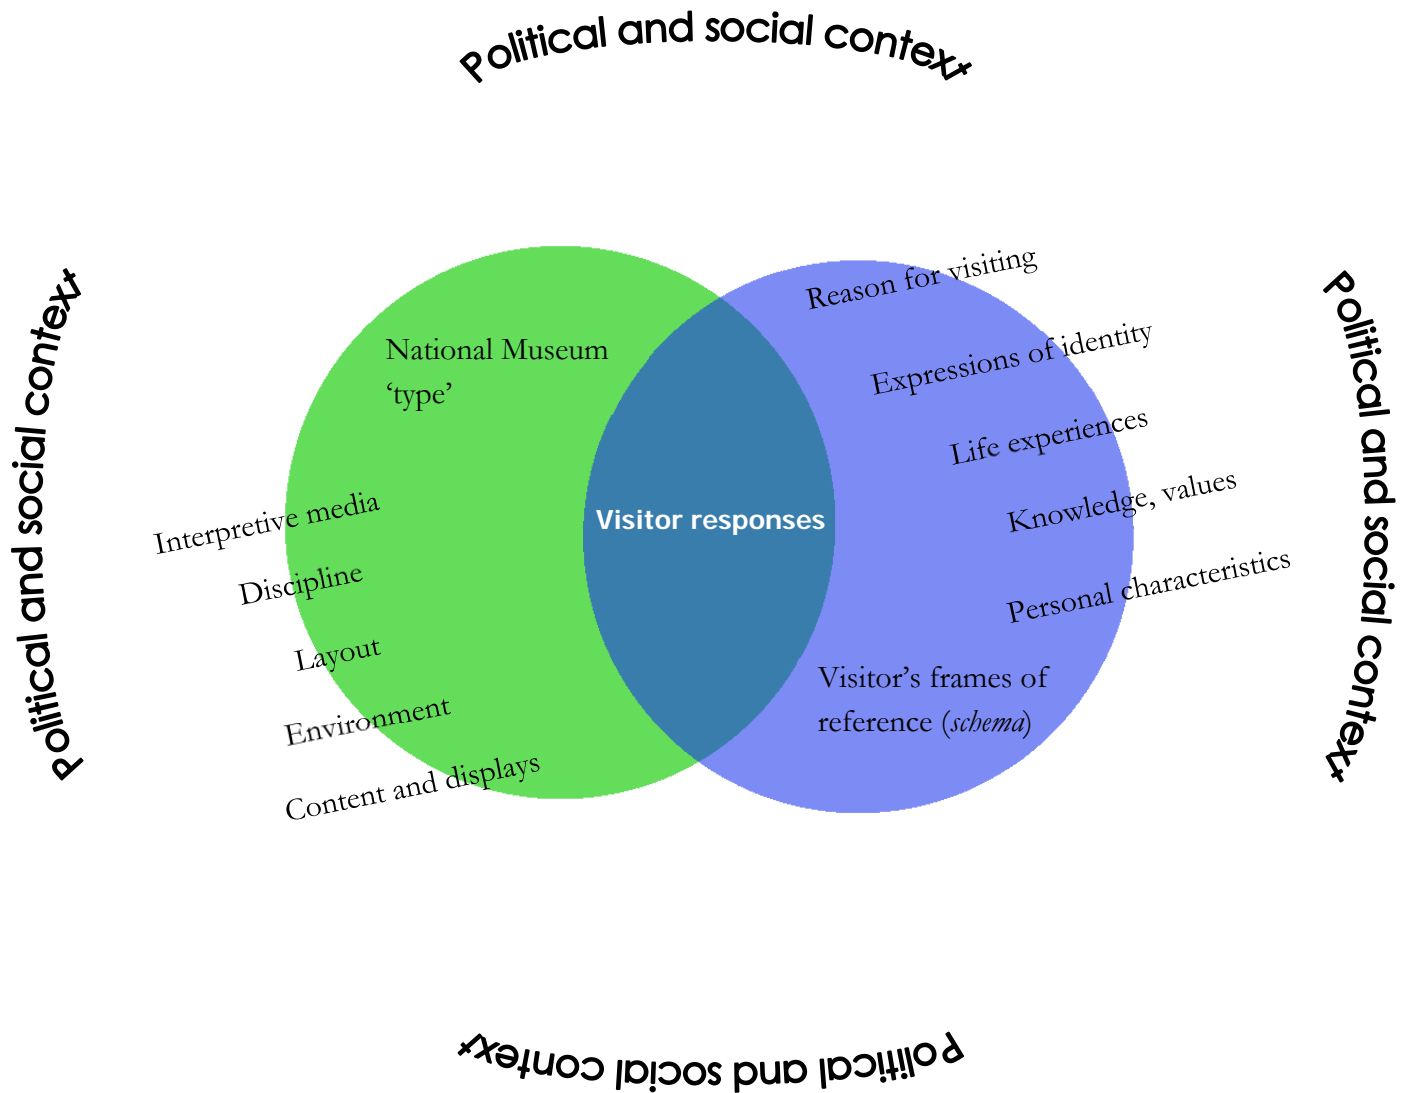 Political and social context
Political and social context
Political and social context
National Museum
‘type’
Interpretive media
Discipline
Layout
Environment
Content and displays
Visitor responses
Reason for visiting
Expressions of identity
Life experiences
Knowledge, values
Personal characteristics
Visitor’s frames of
reference (schema)
Political and social context